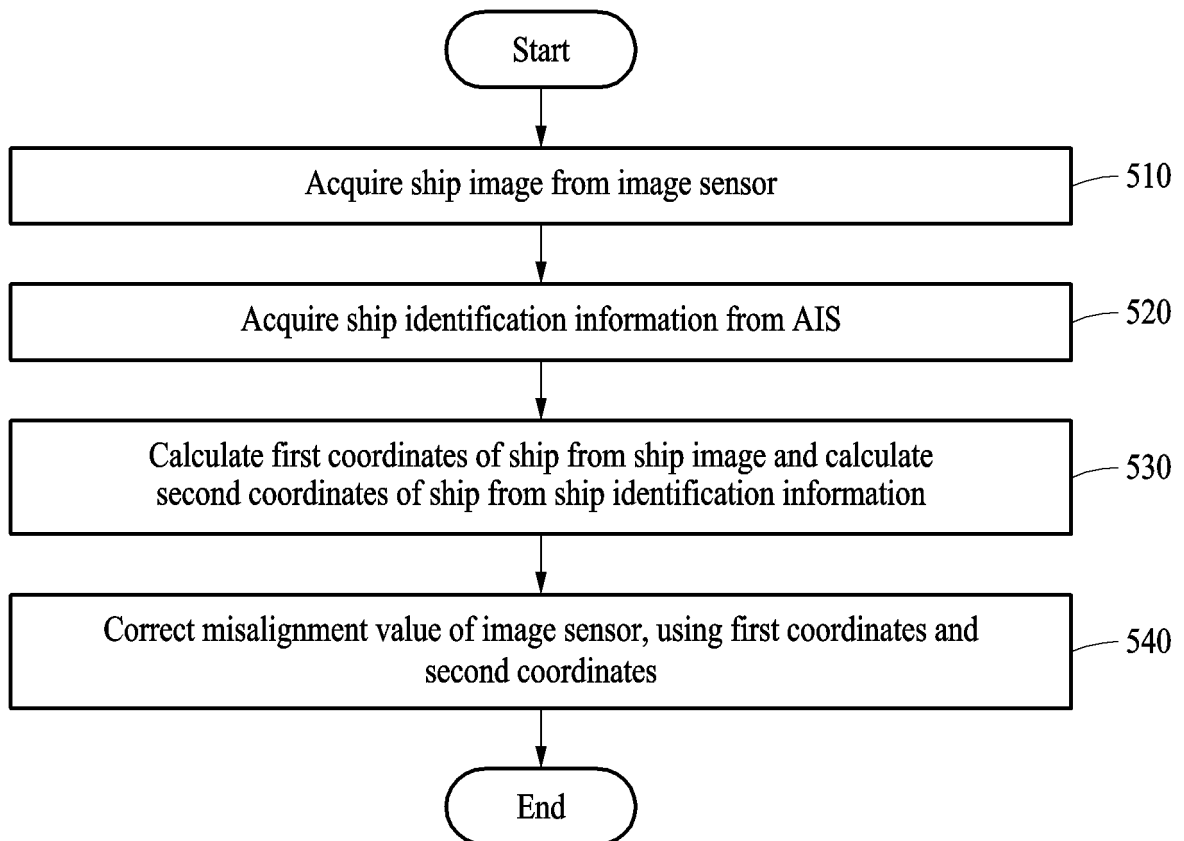 Start
Acquire ship image from image sensor
510
Acquire ship identification information from AIS
520
Calculate first coordinates of ship from ship image and calculate
second coordinates of ship from ship identification information
530
Correct misalignment value of image sensor, using first coordinates and
second coordinates
540
End